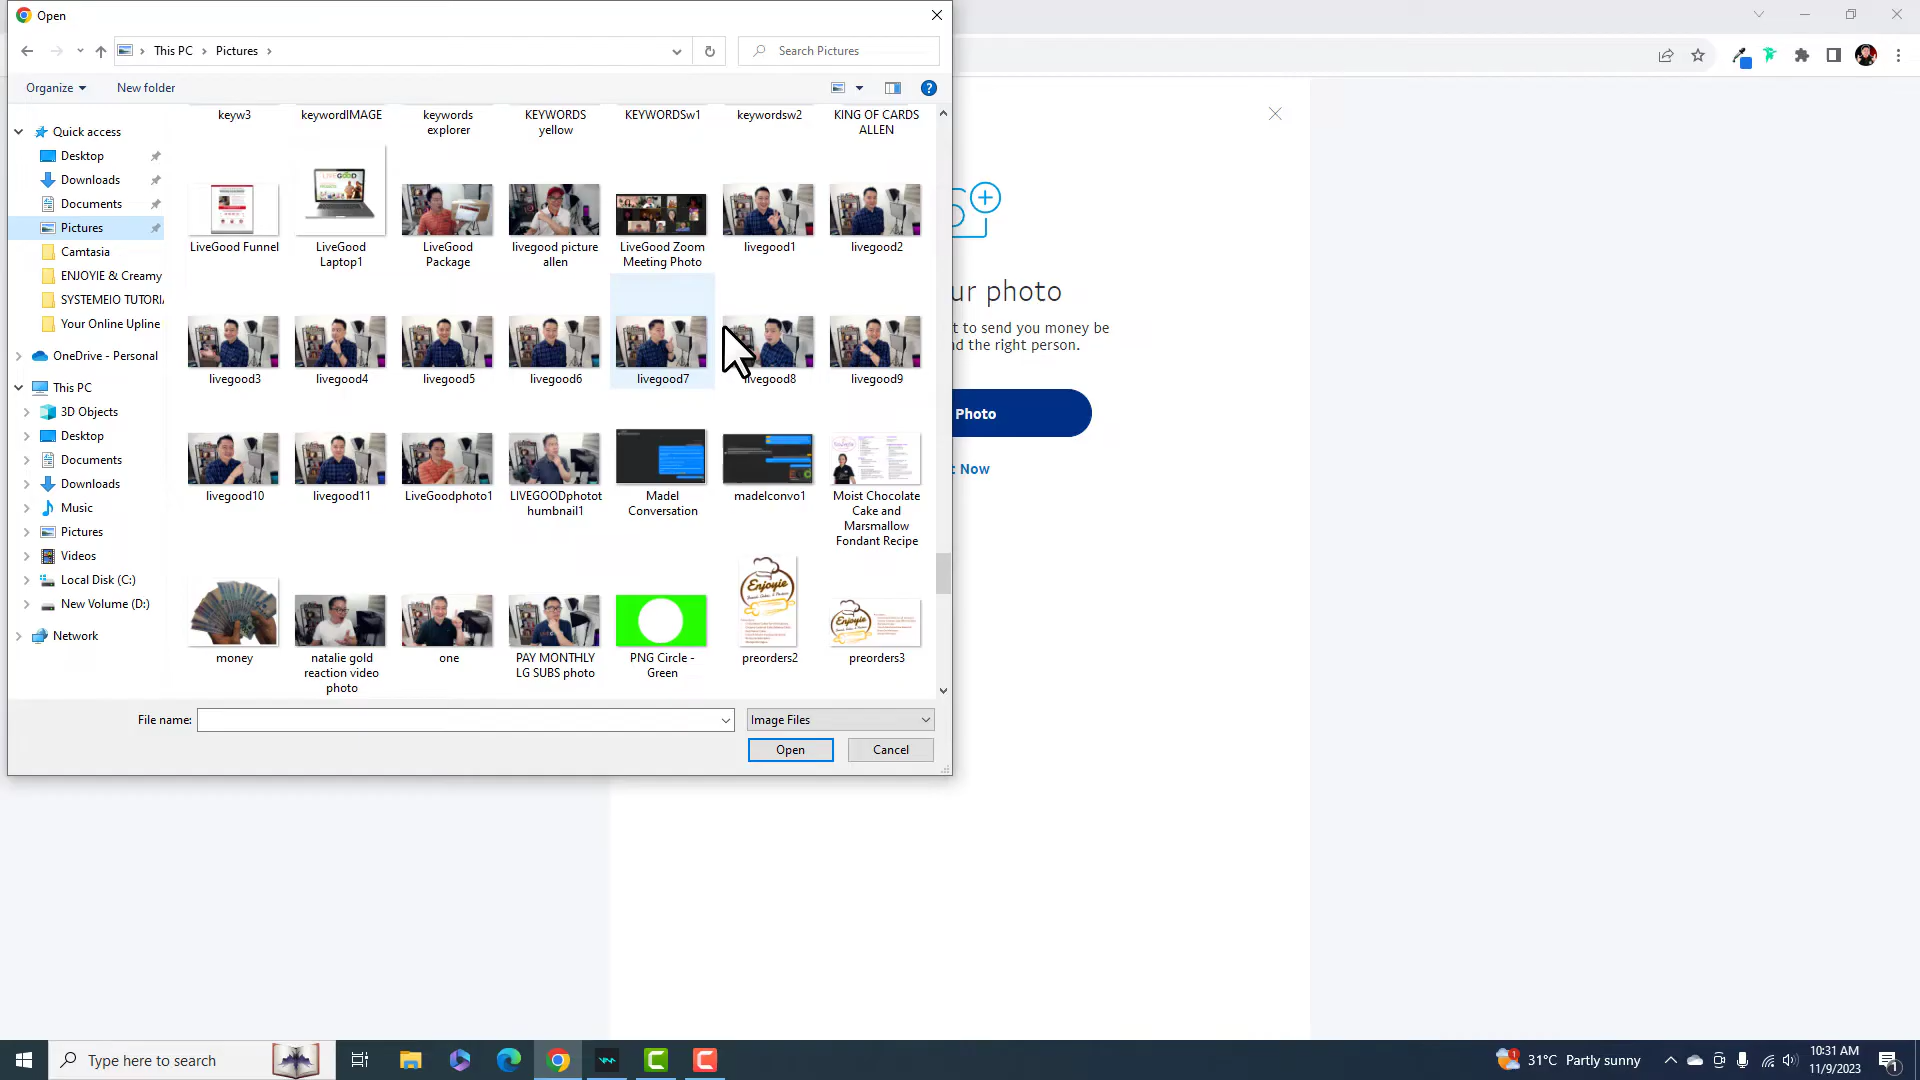 Open
This PC
Pictures
Search Pictures
Organize
New folder
Quick access
Desktop
Downloads
Documents
Pictures
Camtasia
ENJOYIE & Creamy
SYSTEMEIO TUTORI
Your Online Upline
OneDrive - Personal
This PC
3D Objects
Desktop
Documents
Downloads
Music
Pictures
Videos
Local Disk (C:)
New Volume (D:)
Network
keyw3
keywordIMAGE
keywords
explorer
KEYWORDS
yellow
KEYWORDSw1
keywordsw2
KING OF CARDS
ALLEN
LiveGood Funnel
LiveGood
Laptop1
LiveGood
Package
livegood picture
allen
LiveGood Zoom
Meeting Photo
livegood1
livegood2
livegood3
livegood4
livegood5
livegood6
livegood7
livegood8
livegood9
livegood10
livegood11
LiveGoodphoto1
LIVEGOODphotot
humbnail1
Madel
Conversation
madelconvo1
Moist Chocolate
Cake and
Marsmallow
Fondant Recipe
Enjoyie
Enjoyie
money
natalie gold
reaction video
photo
one
PAY MONTHLY
LG SUBS photo
PNG Circle -
Green
preorders2
preorders3
File name:
Image Files
Open
Cancel
ur photo
t to send you money be
d the right person.
Photo
Now
Type here to search
31°C Partly sunny
10:31 AM
11/9/2023